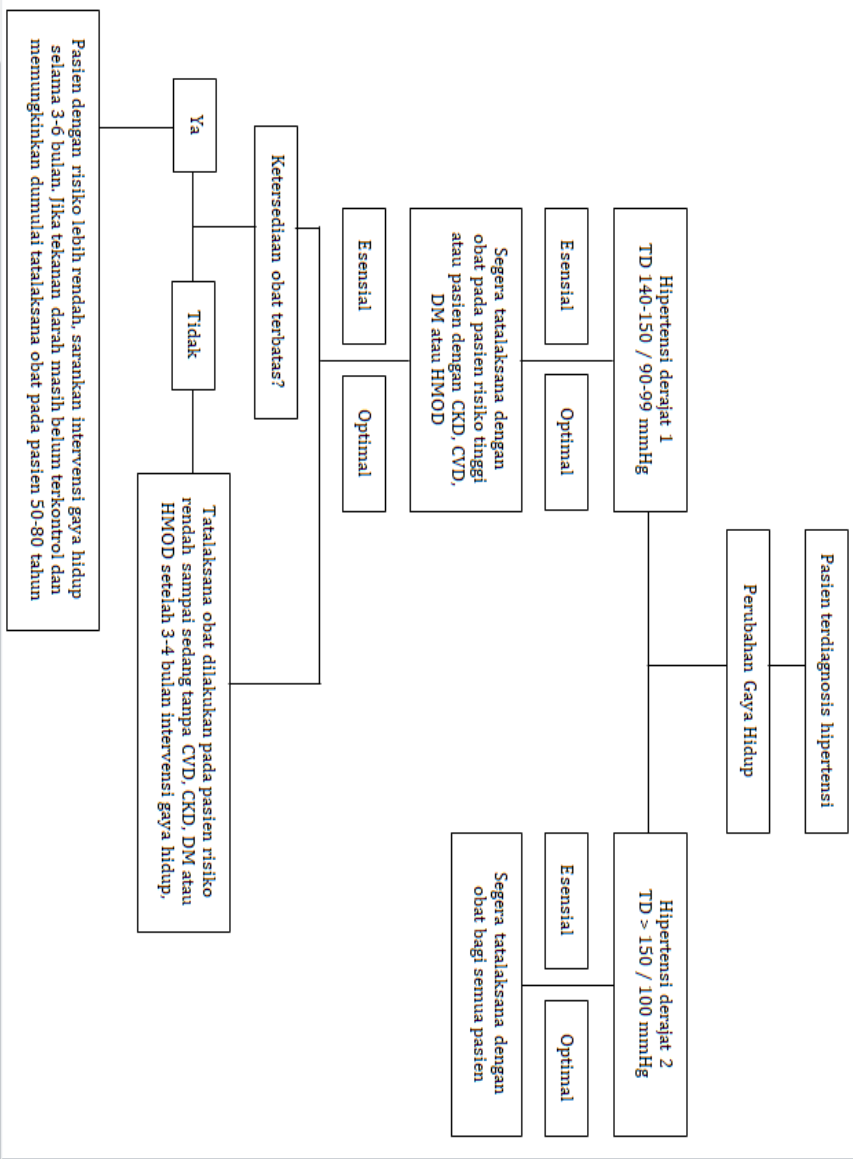 Pasien terdiagnosis hipertensi
Perubahan Gaya Hidup
Hipertensi derajat 1
TD 140-150 / 90-99 mmHg
Hipertensi derajat 2
TD > 150 / 100 mmHg
Esensial
Optimal
Esensial
Optimal
Segera tatalaksana dengan
obat pada pasien risiko tinggi
atau pasien dengan CKD, CVD,
DM atau HMOD
Segera tatalaksana dengan
obat bagi semua pasien
Esensial
Optimal
Ketersediaan obat terbatas?
Ya
Tidak
Tatalaksana obat dilakukan pada pasien risiko
rendah sampai sedang tanpa CVD, CKD, DM atau
HMOD setelah 3-4 bulan intervensi gaya hidup,
Pasien dengan risiko lebih rendah, sarankan intervensi gaya hidup
selama 3-6 bulan. Jika tekanan darah masih belum terkontrol dan
memungkinkan dumulai tatalaksana obat pada pasien 50-80 tahun